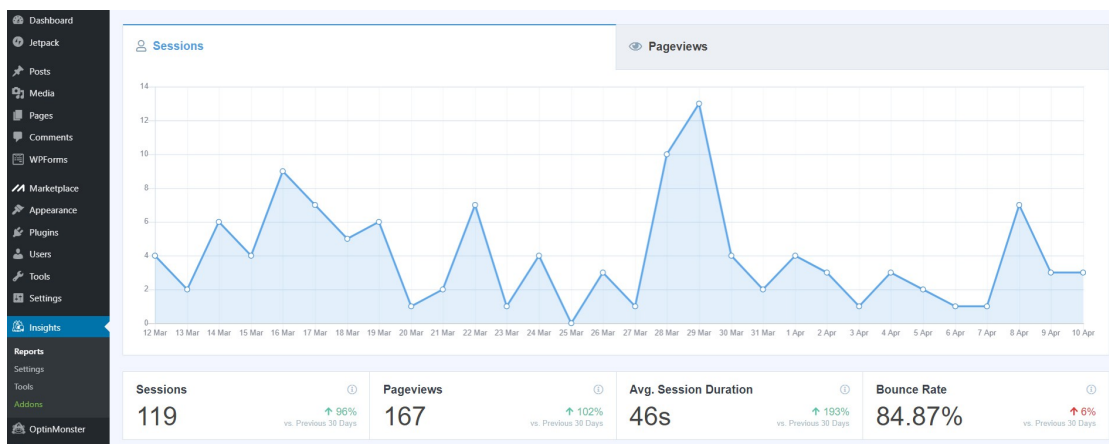 Dashboard
Jetpack
Posts
Media
Pages
Comments
WPForms
Marketplace
Appearance
Plugins
Users
Tools
Settings
Insights
Reports
Settings
Tools
Addons
OptinMonster
Sessions
Pageviews
14
12
10
8
6
4
2
0
12 Mar 13 Mar 14 Mar 15 Mar 16 Mar 17 Mar 18 Mar 19 Mar 20 Mar 21 Mar 22 Mar 23 Mar 24 Mar 25 Mar 26 Mar 27 Mar 28 Mar 29 Mar 30 Mar 31 Mar 1 Apr 2 Apr 3 Apr 4 Apr 5 Apr 6 Apr 7 Apr 8 Apr 9 Apr 10 Apr
Sessions
119
96%
vs. Previous 30 Days
Pageviews
167
102%
vs. Previous 30 Days
Avg. Session Duration
46s
193%
vs. Previous 30 Days
Bounce Rate
84.87%
6%
vs. Previous 30 Days